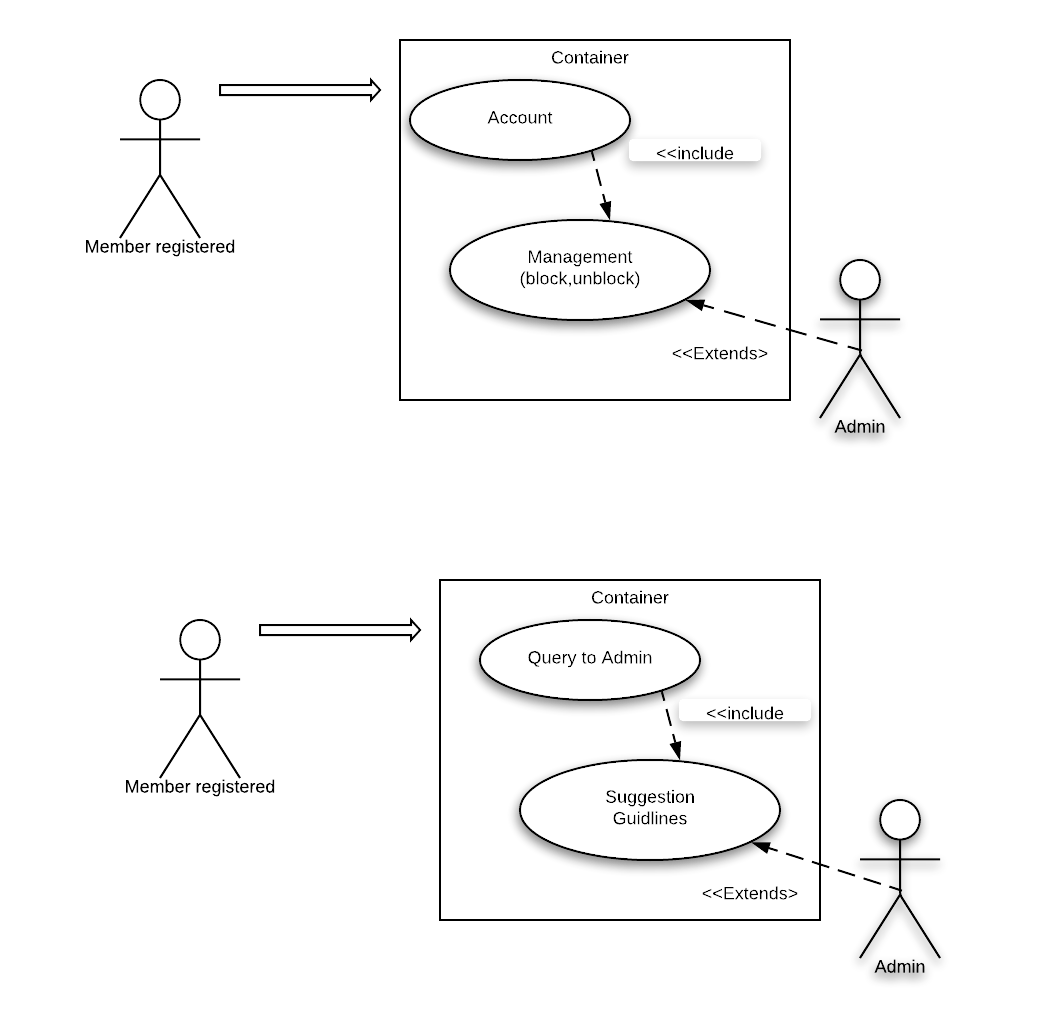 Container
Account
<<include
Member registered
Management
(block,unblock)
<<Extends>
Admin
Container
Query to Admin
<<include
Member registered
Suggestion
Guidlines
<<Extends>
Admin